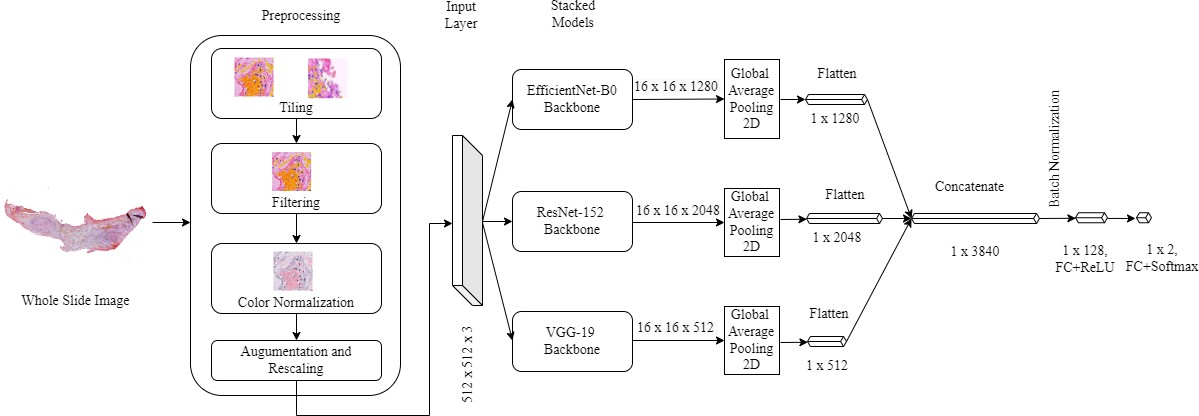 Preprocessing
Input
Layer
Stacked
Models
Tiling
Filtering
Color Normalization
Augumentation and
Rescaling
Whole Slide Image
512 x 512 x 3
EfficientNet-B0
Backbone
16 x 16 x 1280
Global
Average
Pooling
2D
Flatten
1 x 1280
ResNet-152
Backbone
16 x 16 x 2048
Global
Average
Pooling
2D
Flatten
1 x 2048
VGG-19
Backbone
16 x 16 x 512
Global
Average
Pooling
2D
Flatten
1 x 512
Concatenate
1 x 3840
Batch Normalization
1 x 128,
FC+ReLU
1 x 2,
FC+Softmax